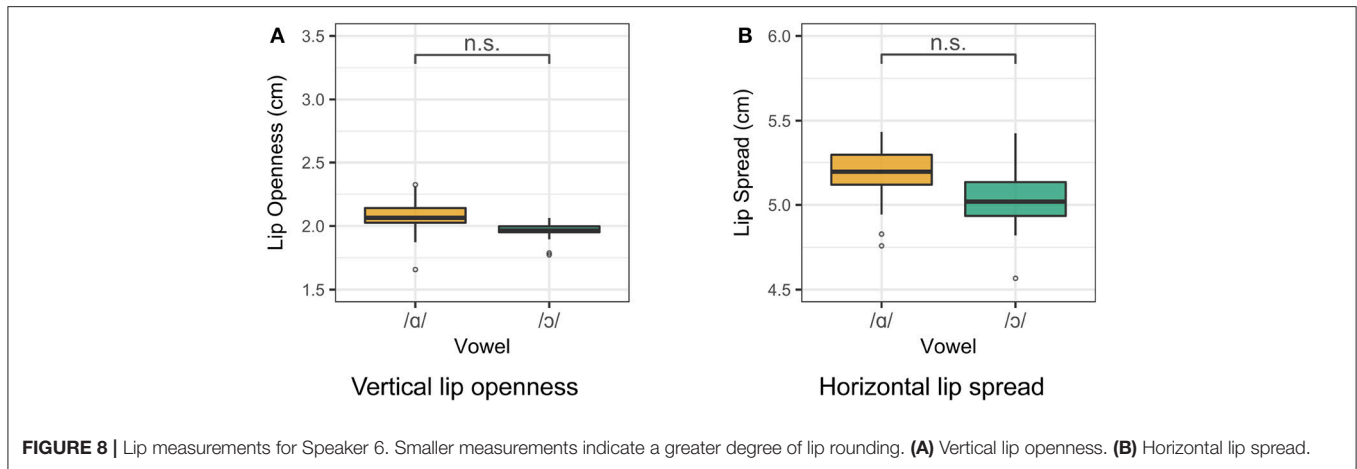 A
n.s.
3.5
3.0
2.5
2.0
1.5
Lip Openness (cm)
/ɑ/ /ɔ/
Vowel
Vertical lip openness
B
n.s.
6.0
5.5
5.0
4.5
Lip Spread (cm)
/ɑ/ /ɔ/
Vowel
Horizontal lip spread
FIGURE 8 | Lip measurements for Speaker 6. Smaller measurements indicate a greater degree of lip rounding. (A) Vertical lip openness. (B) Horizontal lip spread.